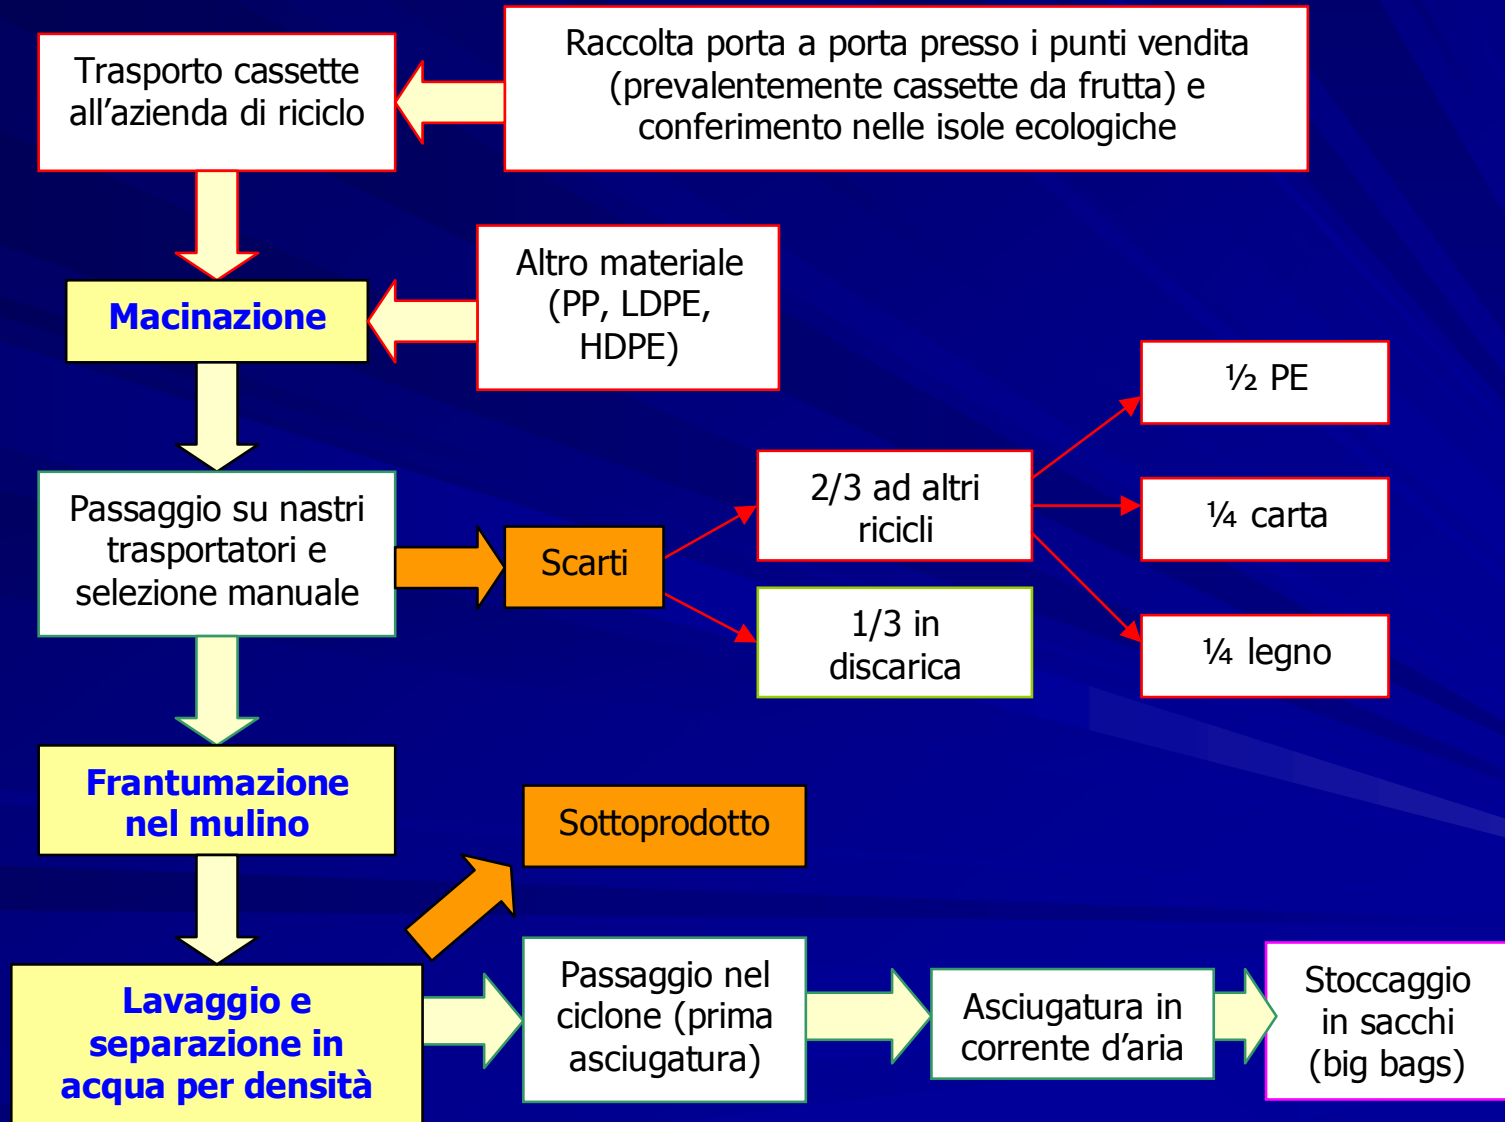 Trasporto cassette
all’azienda di riciclo
Raccolta porta a porta presso i punti vendita
(prevalentemente cassette da frutta) e
conferimento nelle isole ecologiche
Macinazione
Altro materiale
(PP, LDPE,
HDPE)
Passaggio su nastri
trasportatori e
selezione manuale
Scarti
2/3 ad altri
ricicli
1/3 in
discarica
½ PE
¼ carta
¼ legno
Frantumazione
nel mulino
Sottoprodotto
Lavaggio e
separazione in
acqua per densità
Passaggio nel
ciclone (prima
asciugatura)
Asciugatura in
corrente d’aria
Stoccaggio
in sacchi
(big bags)